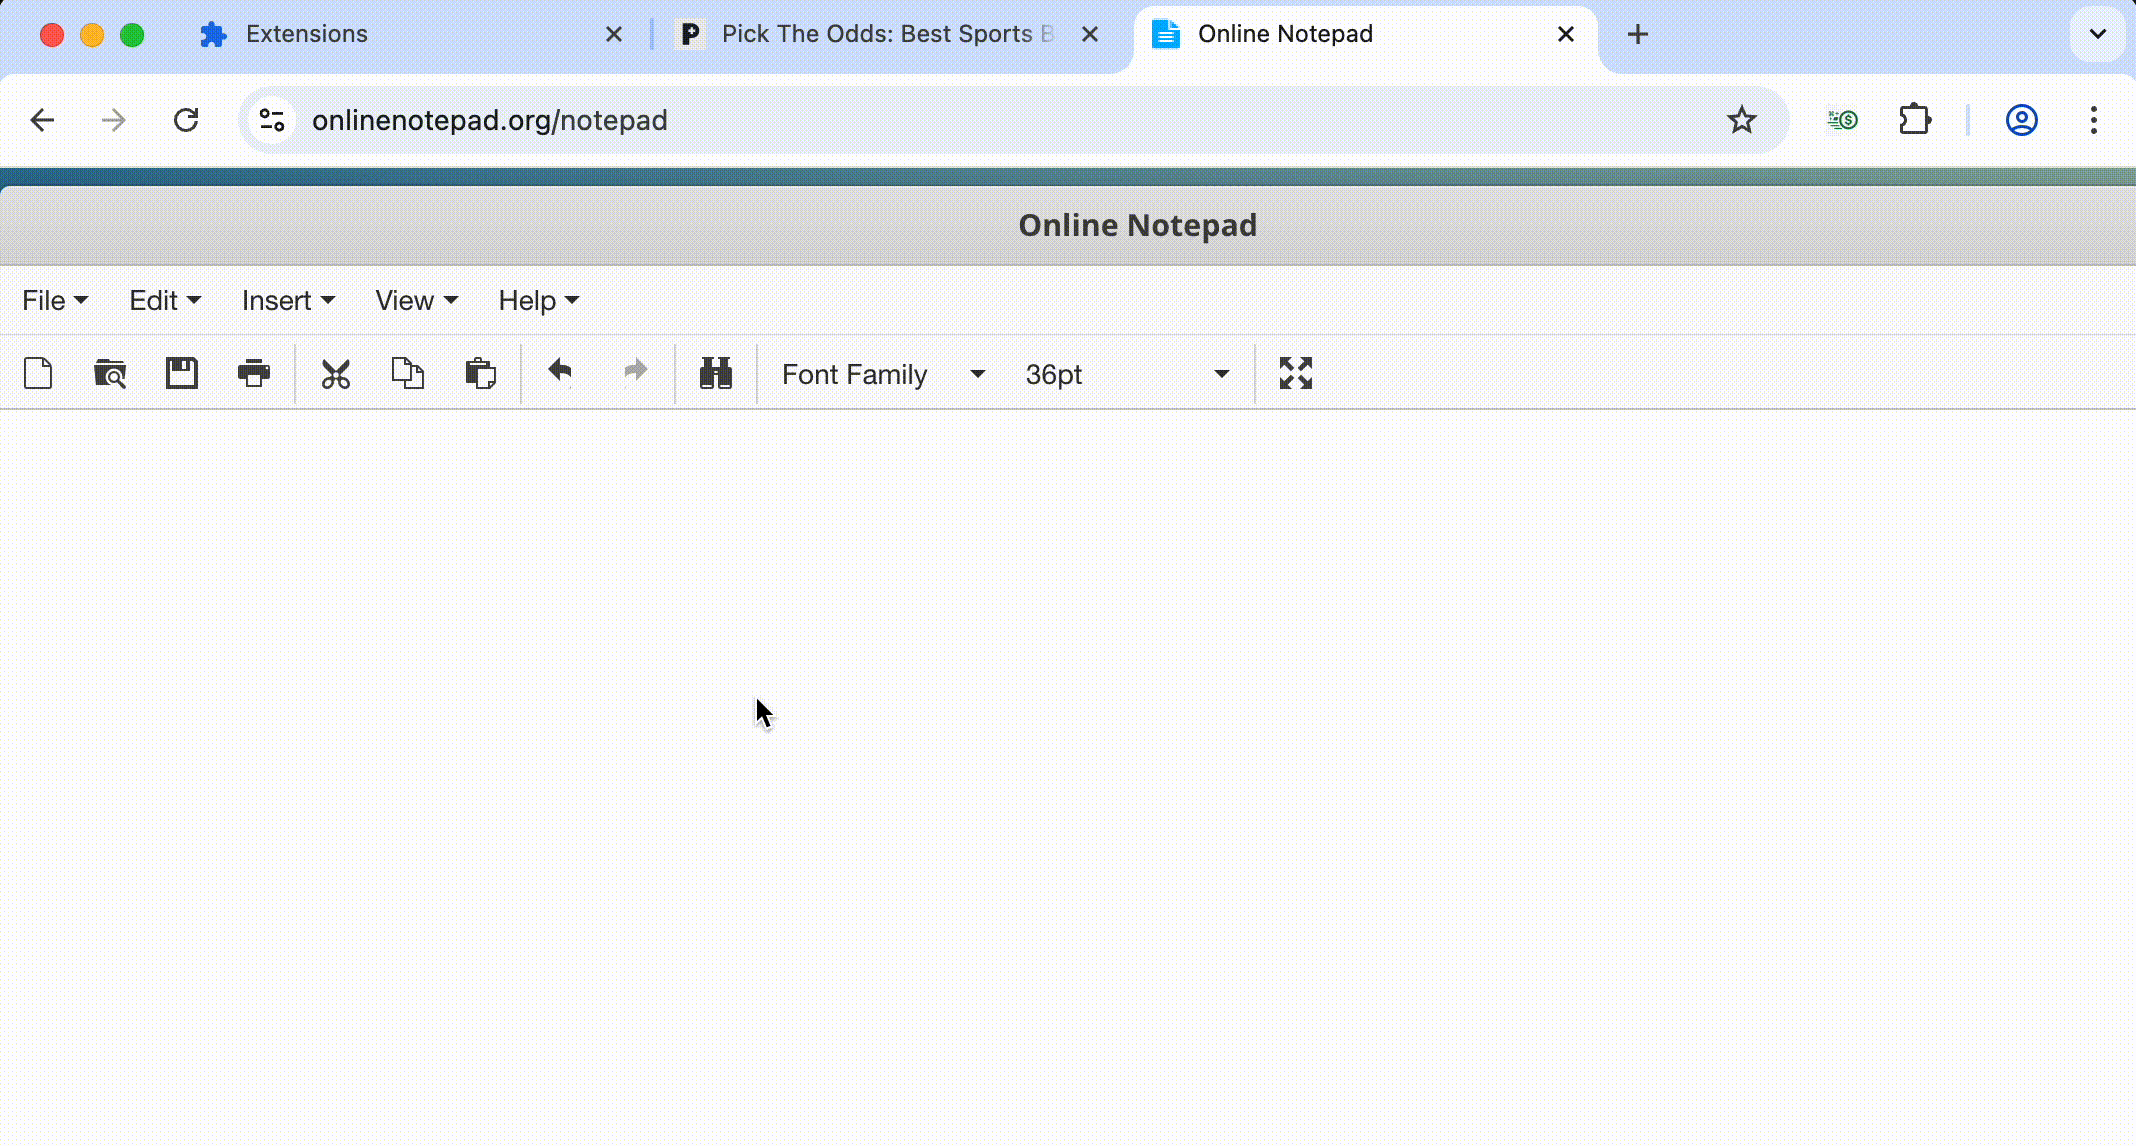 Extensions
Pick The Odds: Best Sports B
Online Notepad
onlinenotepad.org/notepad
Online Notepad
File Edit Insert View Help
Font Family 36pt